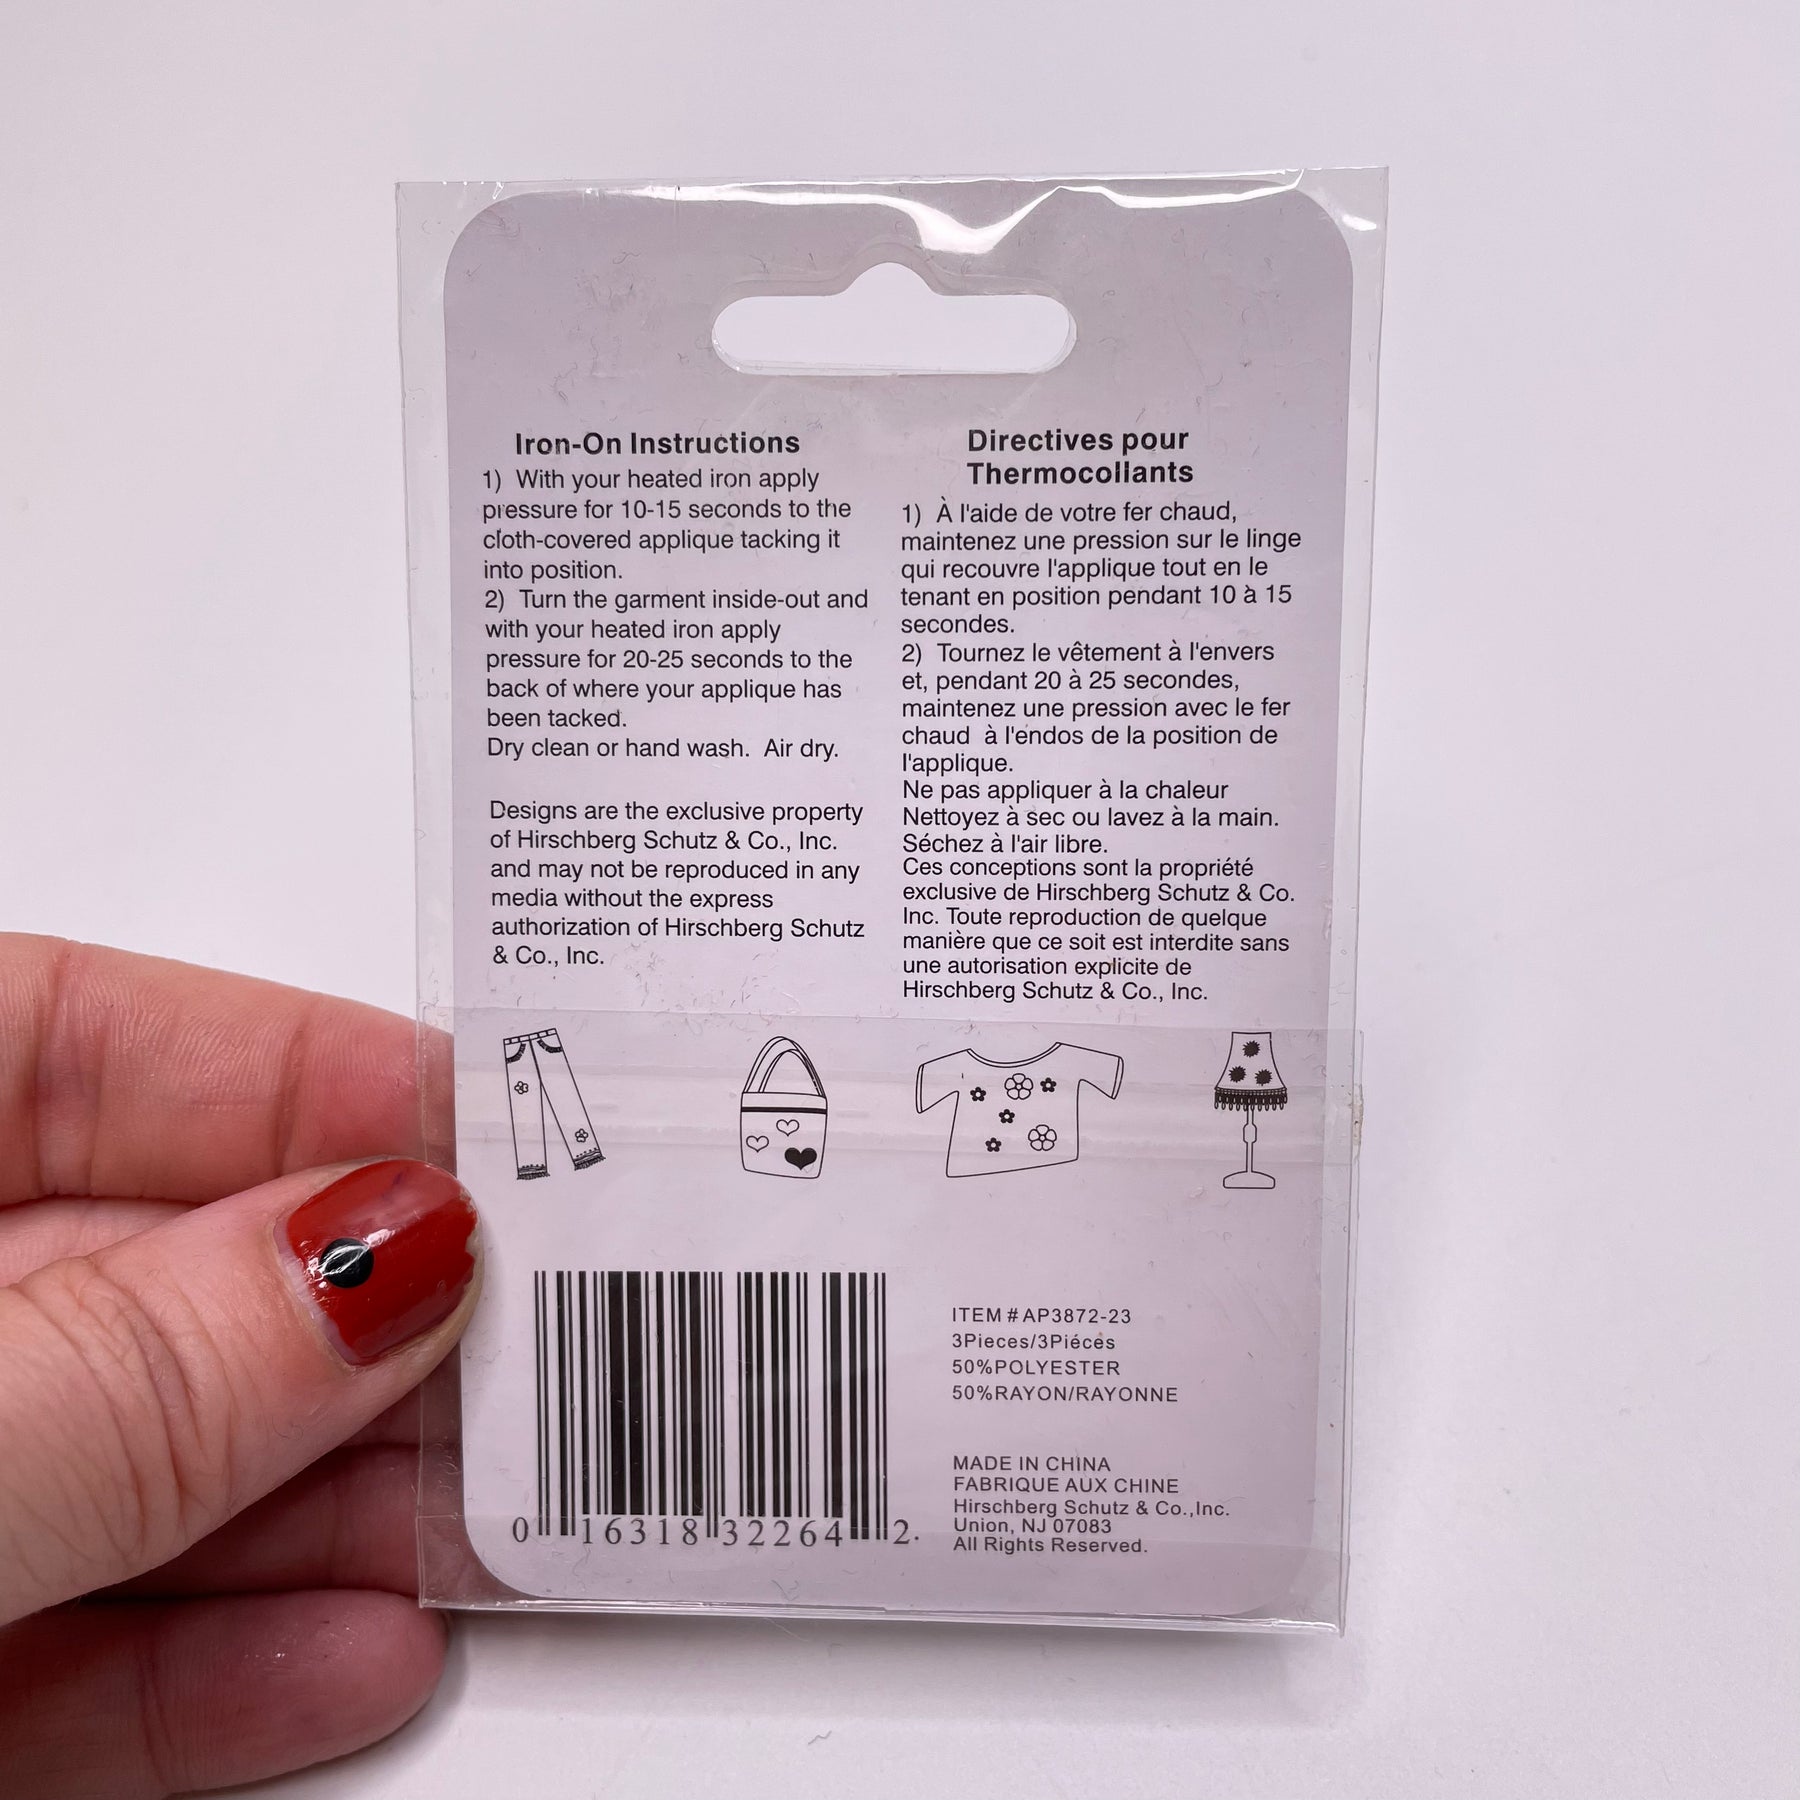 Iron-On Instructions
1)  With your heated iron apply
pressure for 10-15 seconds to the
cloth-covered applique tacking it
into position.
2)  Turn the garment inside-out and
with your heated iron apply
pressure for 20-25 seconds to the
back of where your applique has
been tacked.
Dry clean or hand wash.  Air dry.
Designs are the exclusive property
of Hirschberg Schutz & Co., Inc.
and may not be reproduced in any
media without the express
authorization of Hirschberg Schutz
& Co., Inc.
Directives pour
Thermocollants
1)  À l'aide de votre fer chaud,
maintenez une pression sur le linge
qui recouvre l'applique tout en le
tenant en position pendant 10 à 15
secondes.
2)  Tournez le vêtement à l'envers
et, pendant 20 à 25 secondes,
maintenez une pression avec le fer
chaud  à l'endos de la position de
l'applique.
Ne pas appliquer à la chaleur
Nettoyez à sec ou lavez à la main.
Séchez à l'air libre.
Ces conceptions sont la propriété
exclusive de Hirschberg Schutz & Co.
Inc. Toute reproduction de quelque
manière que ce soit est interdite sans
une autorisation explicite de
Hirschberg Schutz & Co., Inc.
0 16318 32264 2.
ITEM # AP3872-23
3Pieces/3Piéces
50%POLYESTER
50%RAYON/RAYONNE
MADE IN CHINA
FABRIQUE AUX CHINE
Hirschberg Schutz & Co.,Inc.
Union, NJ 07083
All Rights Reserved.